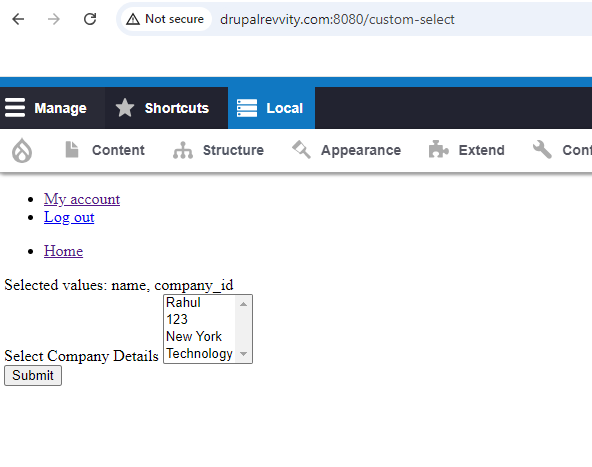 Not secure drupalrevvity.com:8080/custom-select
Manage Shortcuts Local
Content Structure Appearance Extend Conf
My account
Log out
Home
Selected values: name, company_id
Rahul
123
New York
Technology
Select Company Details
Submit